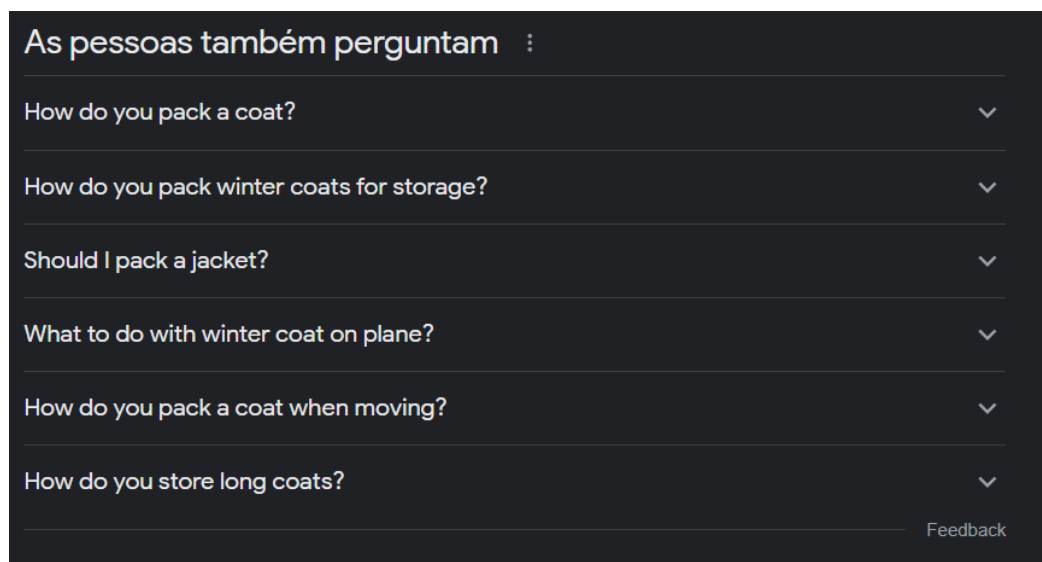 As pessoas também perguntam
How do you pack a coat?
How do you pack winter coats for storage?
Should I pack a jacket?
What to do with winter coat on plane?
How do you pack a coat when moving?
How do you store long coats?
Feedback